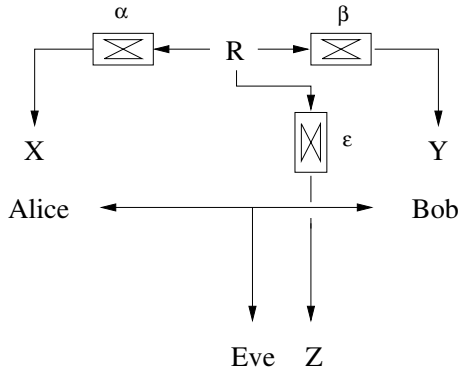 α β
R
ε
X Y
Alice Bob
Eve Z